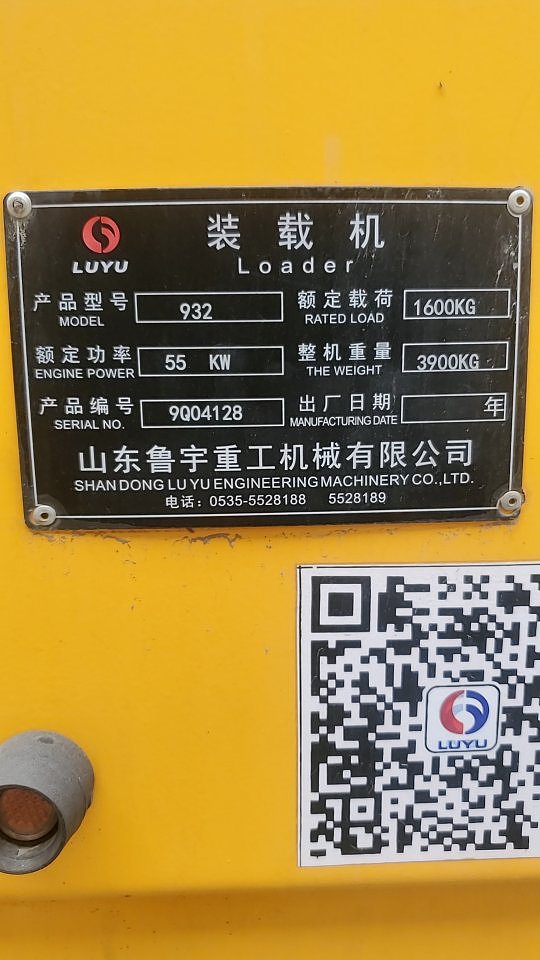 LUYU
装载机
Loader
产品型号 932 额定载荷 1600KG
MODEL RATED LOAD
额定功率 55 KW 整机重量 3900KG
ENGINE POWER THE WEIGHT
产品编号 9Q04128 出厂日期 年
SERIAL NO. MANUFACTURING DATE
山东鲁宇重工机械有限公司
SHAN DONG LU YU ENGINEERING MACHINERY CO.,LTD.
电话：0535-5528188 5528189
LUYU